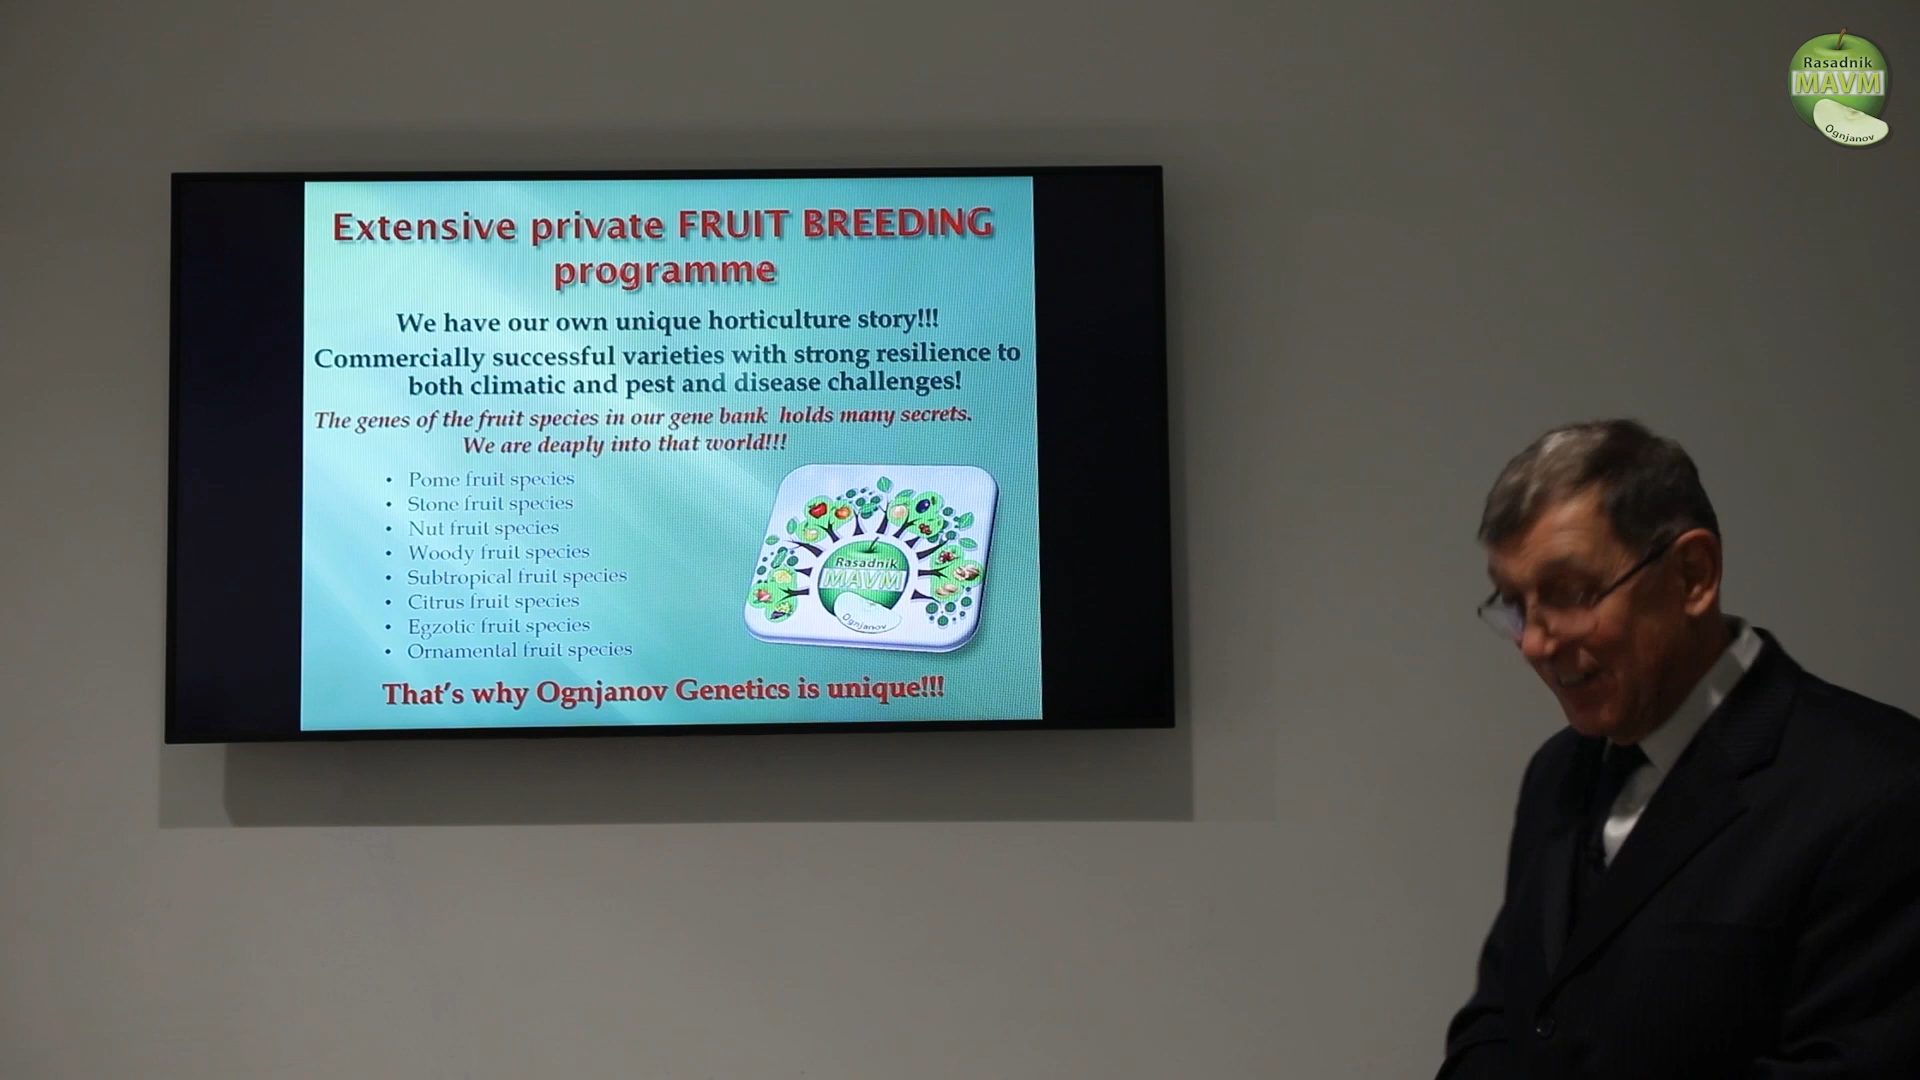 Rasadnik
MAVM
Ognjanov
Extensive private FRUIT BREEDING
programme
We have our own unique horticulture story!!!
Commercially successful varieties with strong resilience to
both climatic and pest and disease challenges!
The genes of the fruit species in our gene bank holds many secrets.
We are deaply into that world!!!
• Pome fruit species
• Stone fruit species
• Nut fruit species
• Woody fruit species
• Subtropical fruit species
• Citrus fruit species
• Egzotic fruit species
• Ornamental fruit species
Rasadnik
MAVM
Ognjanov
That's why Ognjanov Genetics is unique!!!